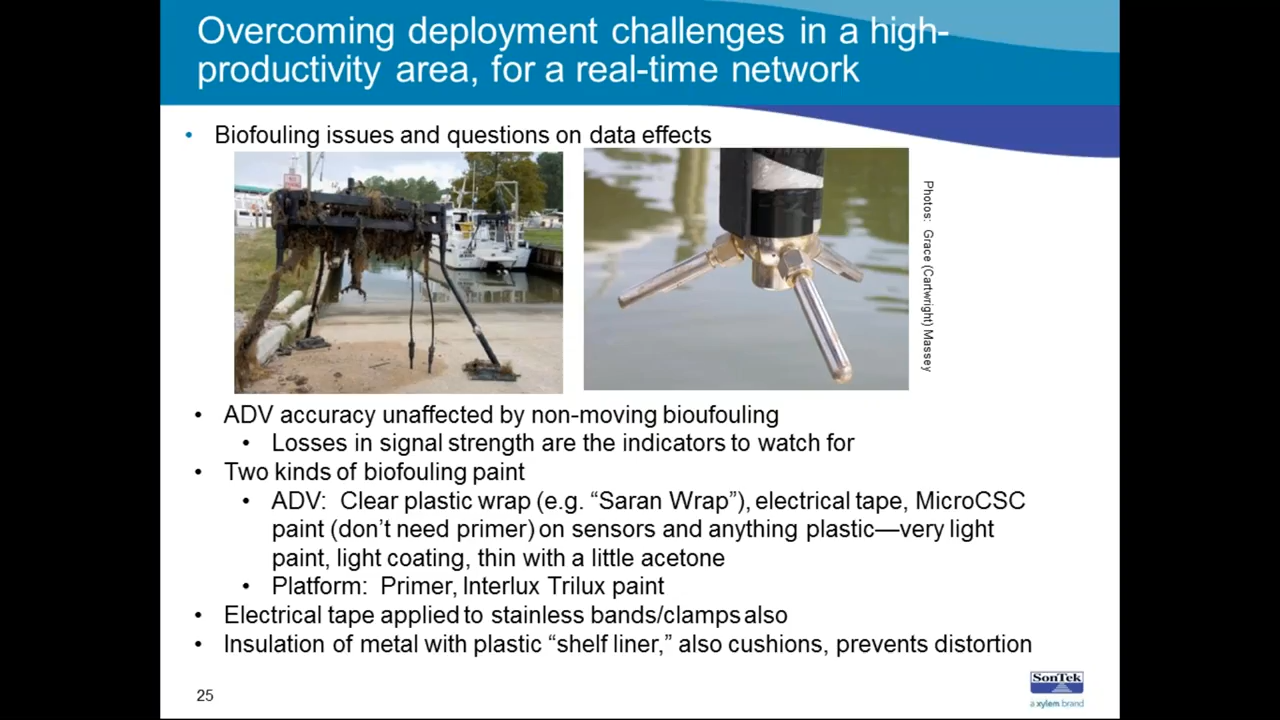 Overcoming deployment challenges in a high-
productivity area, for a real-time network
• Biofouling issues and questions on data effects
Photos: Grace (Cartwright) Massey
• ADV accuracy unaffected by non-moving bioufouling
• Losses in signal strength are the indicators to watch for
• Two kinds of biofouling paint
• ADV: Clear plastic wrap (e.g. “Saran Wrap”), electrical tape, MicroCSC
paint (don’t need primer) on sensors and anything plastic—very light
paint, light coating, thin with a little acetone
• Platform: Primer, Interlux Trilux paint
• Electrical tape applied to stainless bands/clamps also
• Insulation of metal with plastic “shelf liner,” also cushions, prevents distortion
25
SonTek
a xylem brand